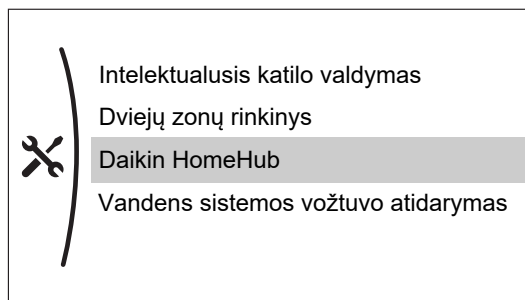 Intelektualusis katilo valdymas
Dviejų zonų rinkinys
Daikin HomeHub
Vandens sistemos vožtuvo atidarymas